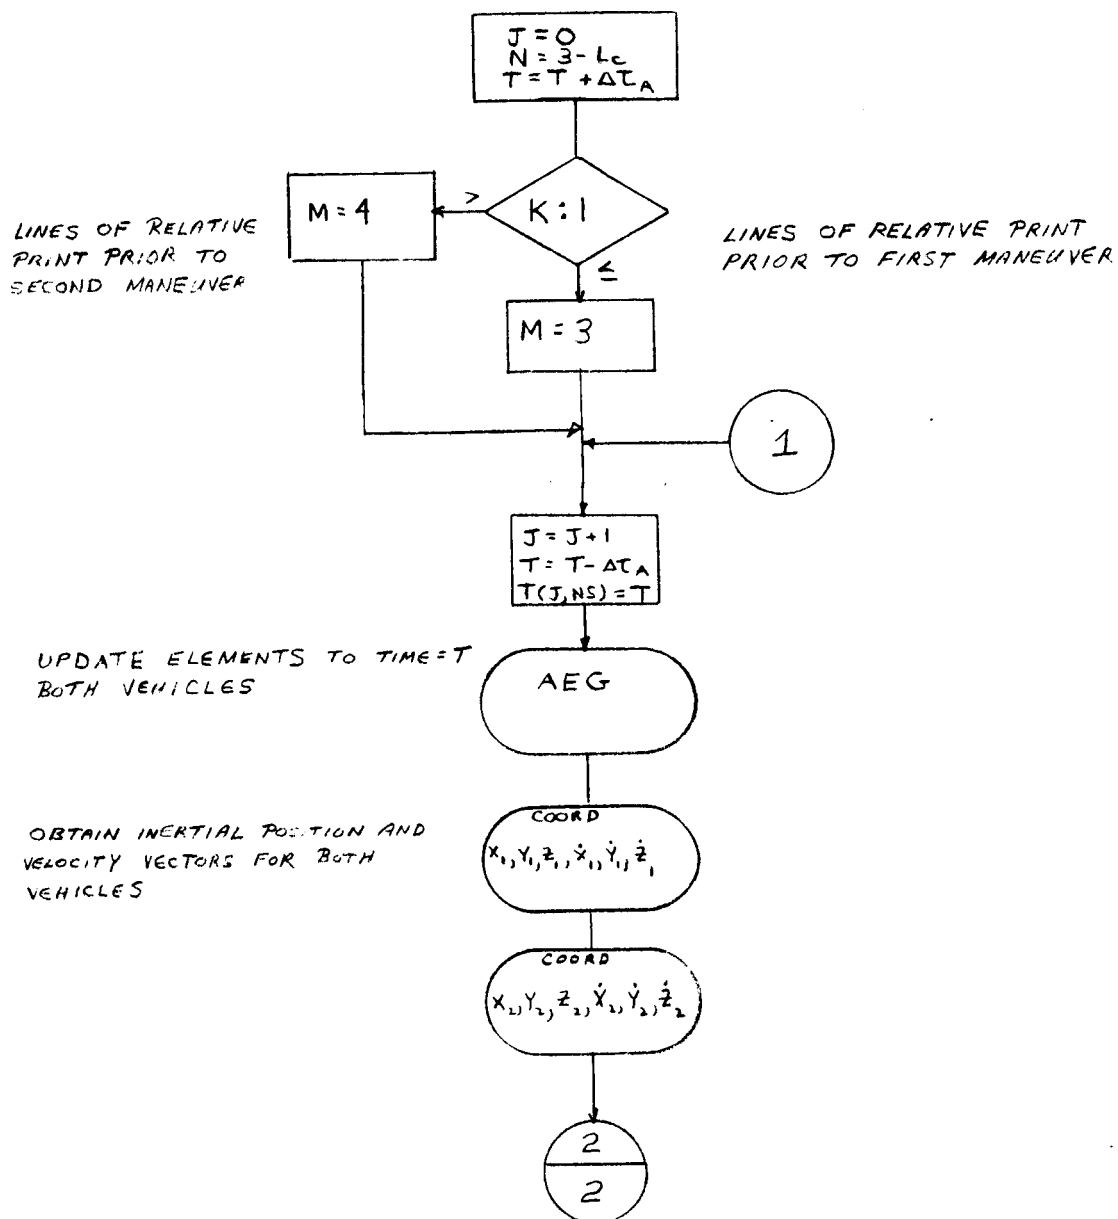 J = 0
N = 3 - Lc
T = T + Δτ_A
K : 1
>
≤
M = 4
LINES OF RELATIVE
PRINT PRIOR TO
SECOND MANEUVER
LINES OF RELATIVE PRINT
PRIOR TO FIRST MANEUVER
M = 3
1
J = J + 1
T = T - Δτ_A
T(J,NS) = T
UPDATE ELEMENTS TO TIME = T
BOTH VEHICLES
AEG
OBTAIN INERTIAL POSITION AND
VELOCITY VECTORS FOR BOTH
VEHICLES
COORD
X₁, Y₁, Z₁, Ẋ₁, Ẏ₁, Ż₁
COORD
X₂, Y₂, Z₂, Ẋ₂, Ẏ₂, Ż₂
2
2